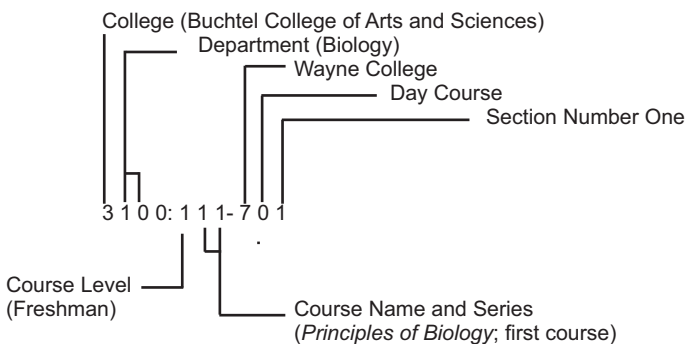 College (Buchtel College of Arts and Sciences)
Department (Biology)
Wayne College
Day Course
Section Number One
3 1 0 0: 1 1 1- 7 0 1
.
Course Level
(Freshman)
Course Name and Series
(Principles of Biology; first course)